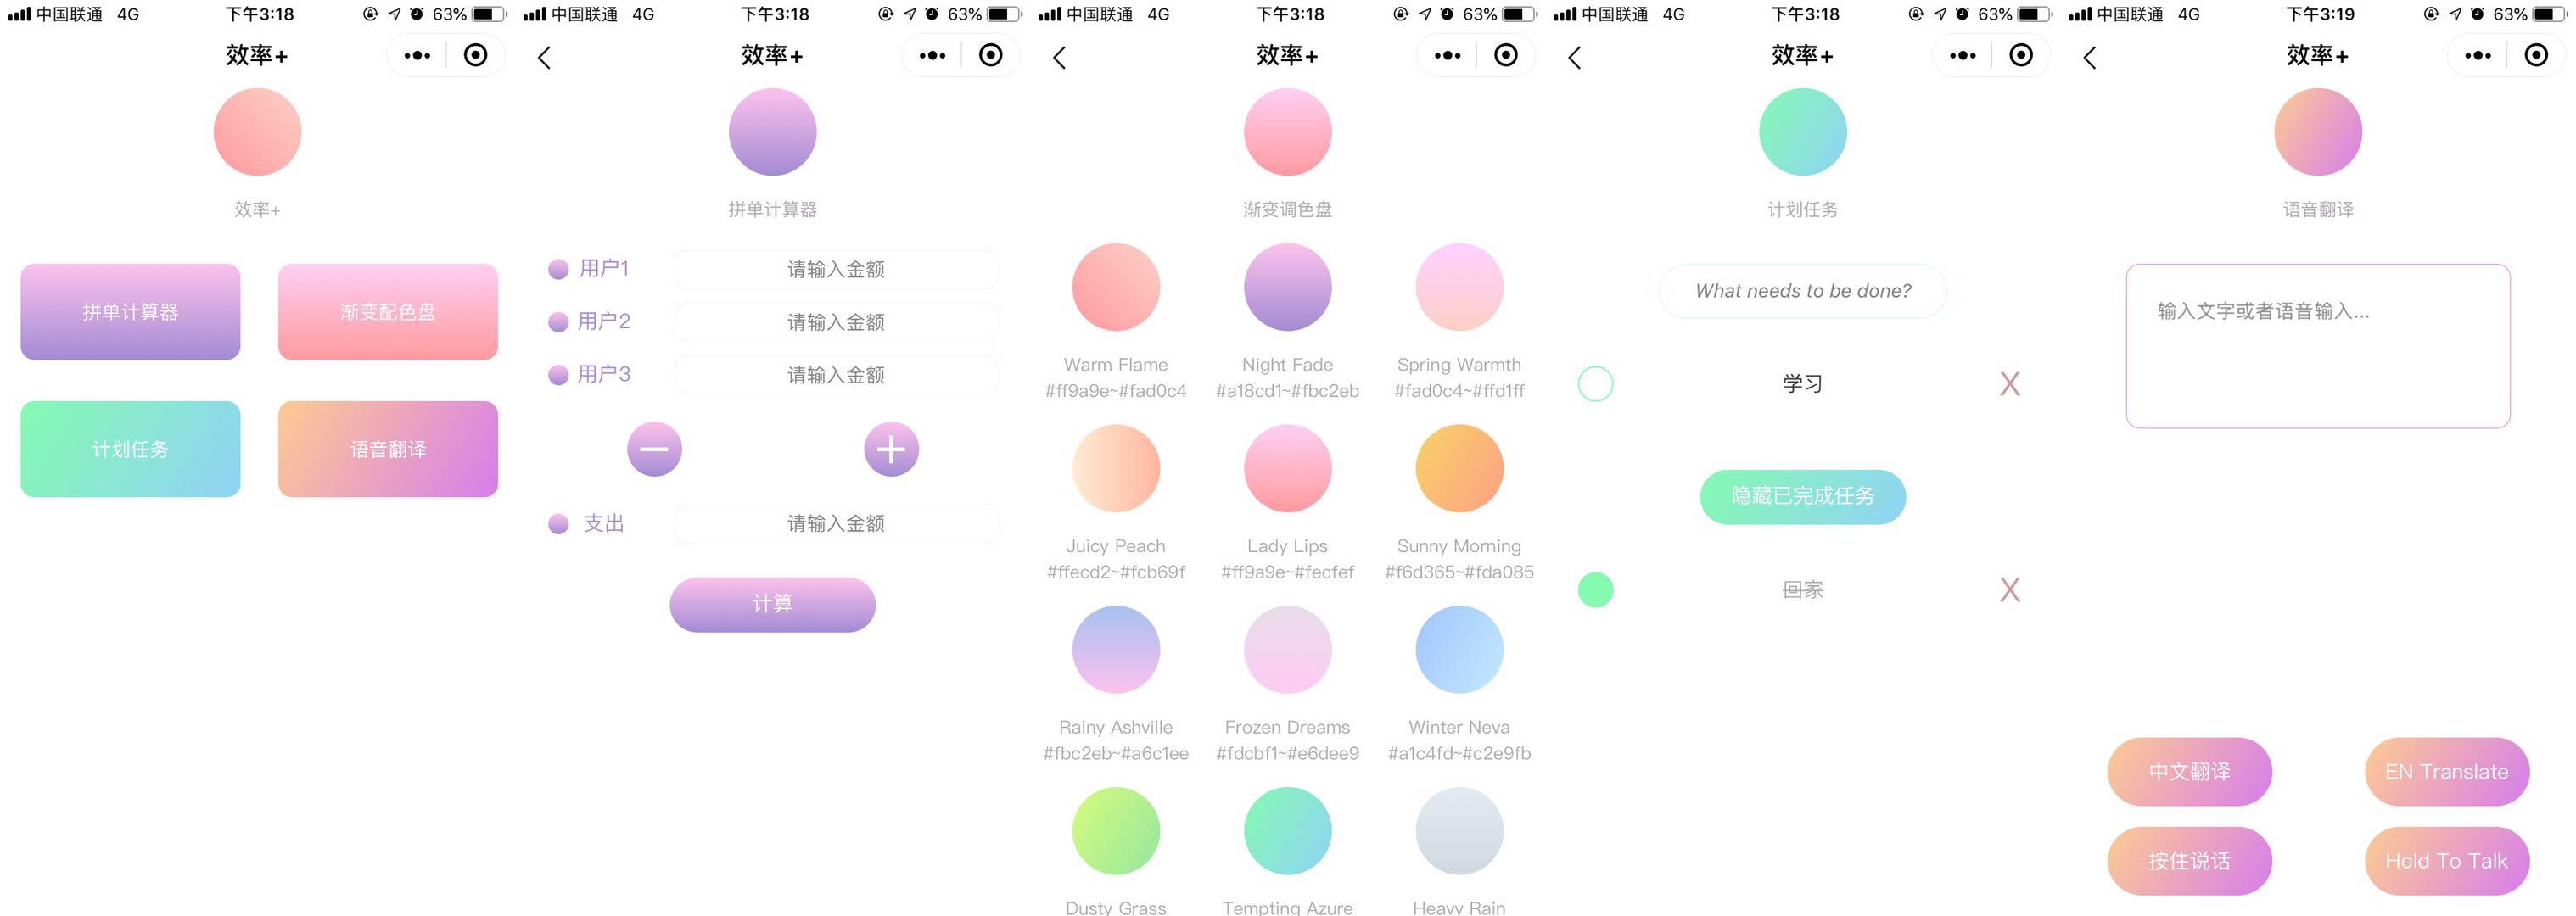 中国联通 4G
下午3:18
63%
效率+
效率+
拼单计算器
渐变配色盘
计划任务
语音翻译
中国联通 4G
下午3:18
63%
效率+
拼单计算器
用户1
请输入金额
用户2
请输入金额
用户3
请输入金额
支出
请输入金额
计算
中国联通 4G
下午3:18
63%
效率+
渐变调色盘
Warm Flame
#ff9a9e~#fad0c4
Night Fade
#a18cd1~#fbc2eb
Spring Warmth
#fad0c4~#ffd1ff
Juicy Peach
#ffecd2~#fcb69f
Lady Lips
#ff9a9e~#fecfef
Sunny Morning
#f6d365~#fda085
Rainy Ashville
#fbc2eb~#a6c1ee
Frozen Dreams
#fdcbf1~#e6dee9
Winter Neva
#a1c4fd~#c2e9fb
Dusty Grass
Tempting Azure
Heavy Rain
中国联通 4G
下午3:18
63%
效率+
计划任务
What needs to be done?
学习
X
隐藏已完成任务
回家
X
中国联通 4G
下午3:19
63%
效率+
语音翻译
输入文字或者语音输入...
中文翻译
EN Translate
按住说话
Hold To Talk